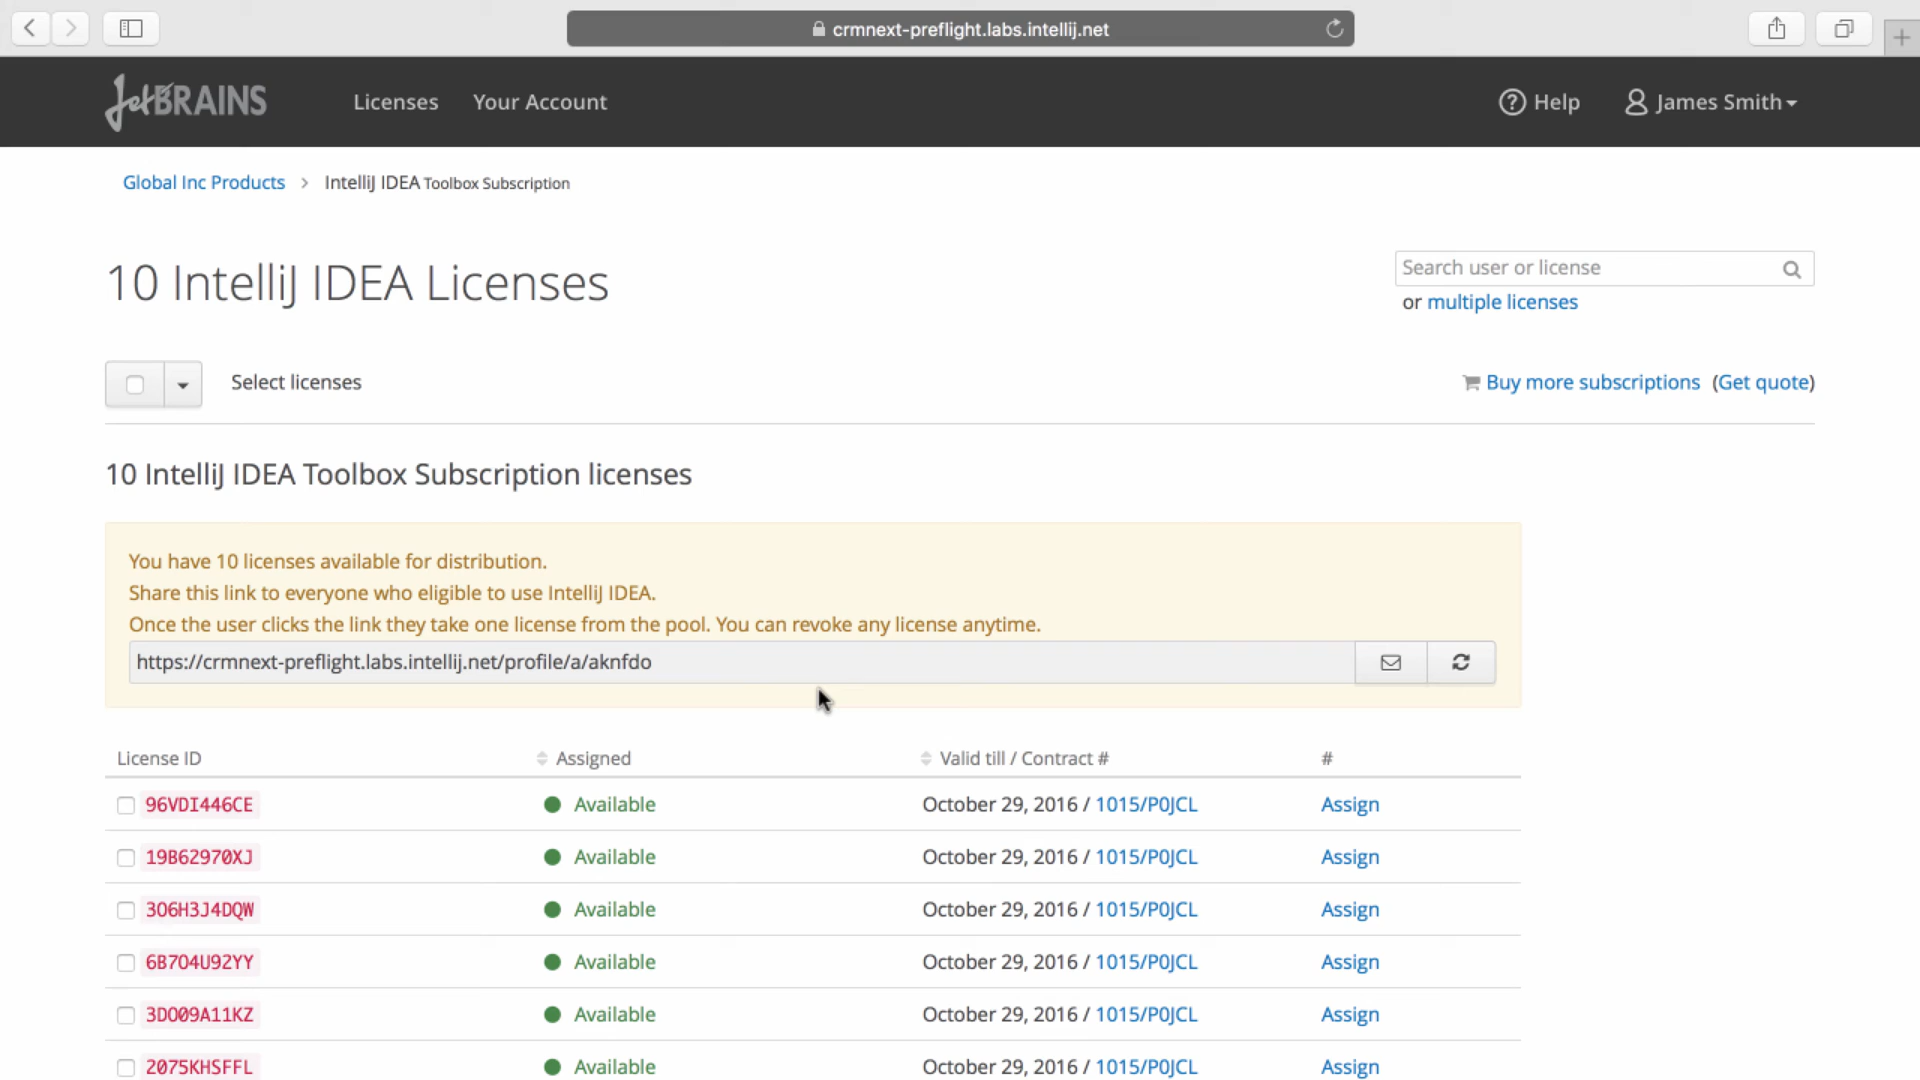 crmnext-preflight.labs.intellij.net
JetBRAINS
Licenses
Your Account
Help
James Smith
Global Inc Products
IntelliJ IDEA Toolbox Subscription
10 IntelliJ IDEA Licenses
Search user or license
or multiple licenses
Select licenses
Buy more subscriptions (Get quote)
10 IntelliJ IDEA Toolbox Subscription licenses
You have 10 licenses available for distribution.
Share this link to everyone who eligible to use IntelliJ IDEA.
Once the user clicks the link they take one license from the pool. You can revoke any license anytime.
https://crmnext-preflight.labs.intellij.net/profile/a/aknfdo
License ID Assigned Valid till / Contract # #
96VDI446CE Available October 29, 2016 / 1015/P0JCL Assign
19B62970XJ Available October 29, 2016 / 1015/P0JCL Assign
3O6H3J4DQW Available October 29, 2016 / 1015/P0JCL Assign
6B7O4U92YY Available October 29, 2016 / 1015/P0JCL Assign
3DO09A11KZ Available October 29, 2016 / 1015/P0JCL Assign
2075KHSFFL Available October 29, 2016 / 1015/P0JCL Assign